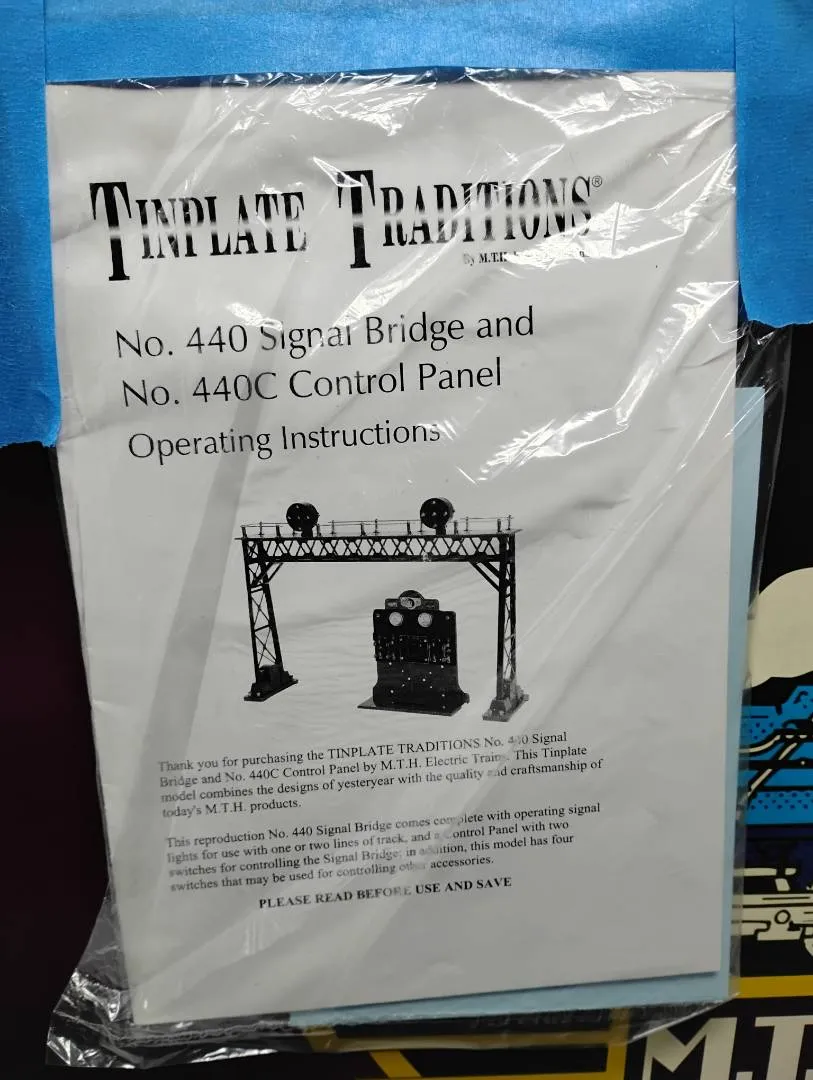 TINPLATE TRADITIONS®
By M.T.H.
No. 440 Signal Bridge and
No. 440C Control Panel
Operating Instructions
Thank you for purchasing the TINPLATE TRADITIONS No. 440 Signal
Bridge and No. 440C Control Panel by M.T.H. Electric Trains. This Tinplate
model combines the designs of yesteryear with the quality and craftsmanship of
today's M.T.H. products.
This reproduction No. 440 Signal Bridge comes complete with operating signal
lights for use with one or two lines of track, and a Control Panel with two
switches for controlling the Signal Bridge; in addition, this model has four
switches that may be used for controlling other accessories.
PLEASE READ BEFORE USE AND SAVE
M.T.